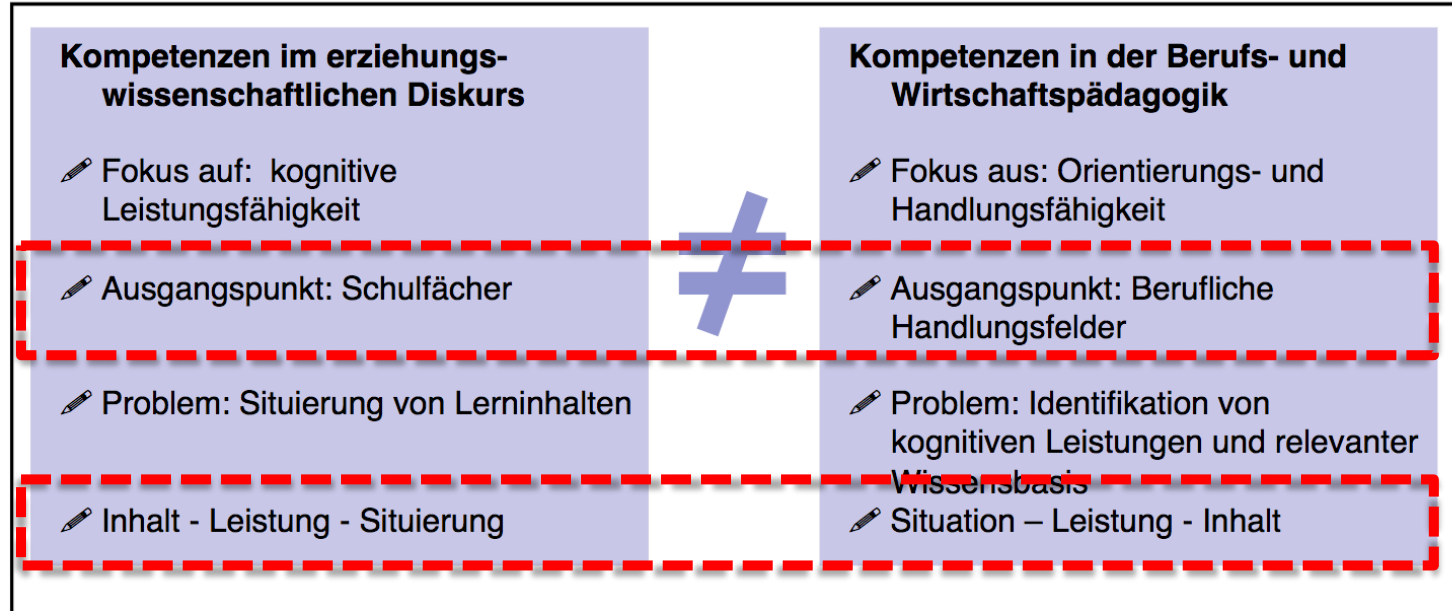 Kompetenzen im erziehungs-
wissenschaftlichen Diskurs
Fokus auf: kognitive
Leistungsfähigkeit
Ausgangspunkt: Schulfächer
Problem: Situierung von Lerninhalten
Inhalt - Leistung - Situierung
≠
Kompetenzen in der Berufs- und
Wirtschaftspädagogik
Fokus aus: Orientierungs- und
Handlungsfähigkeit
Ausgangspunkt: Berufliche
Handlungsfelder
Problem: Identifikation von
kognitiven Leistungen und relevanter
Wissensbasis
Situation – Leistung - Inhalt